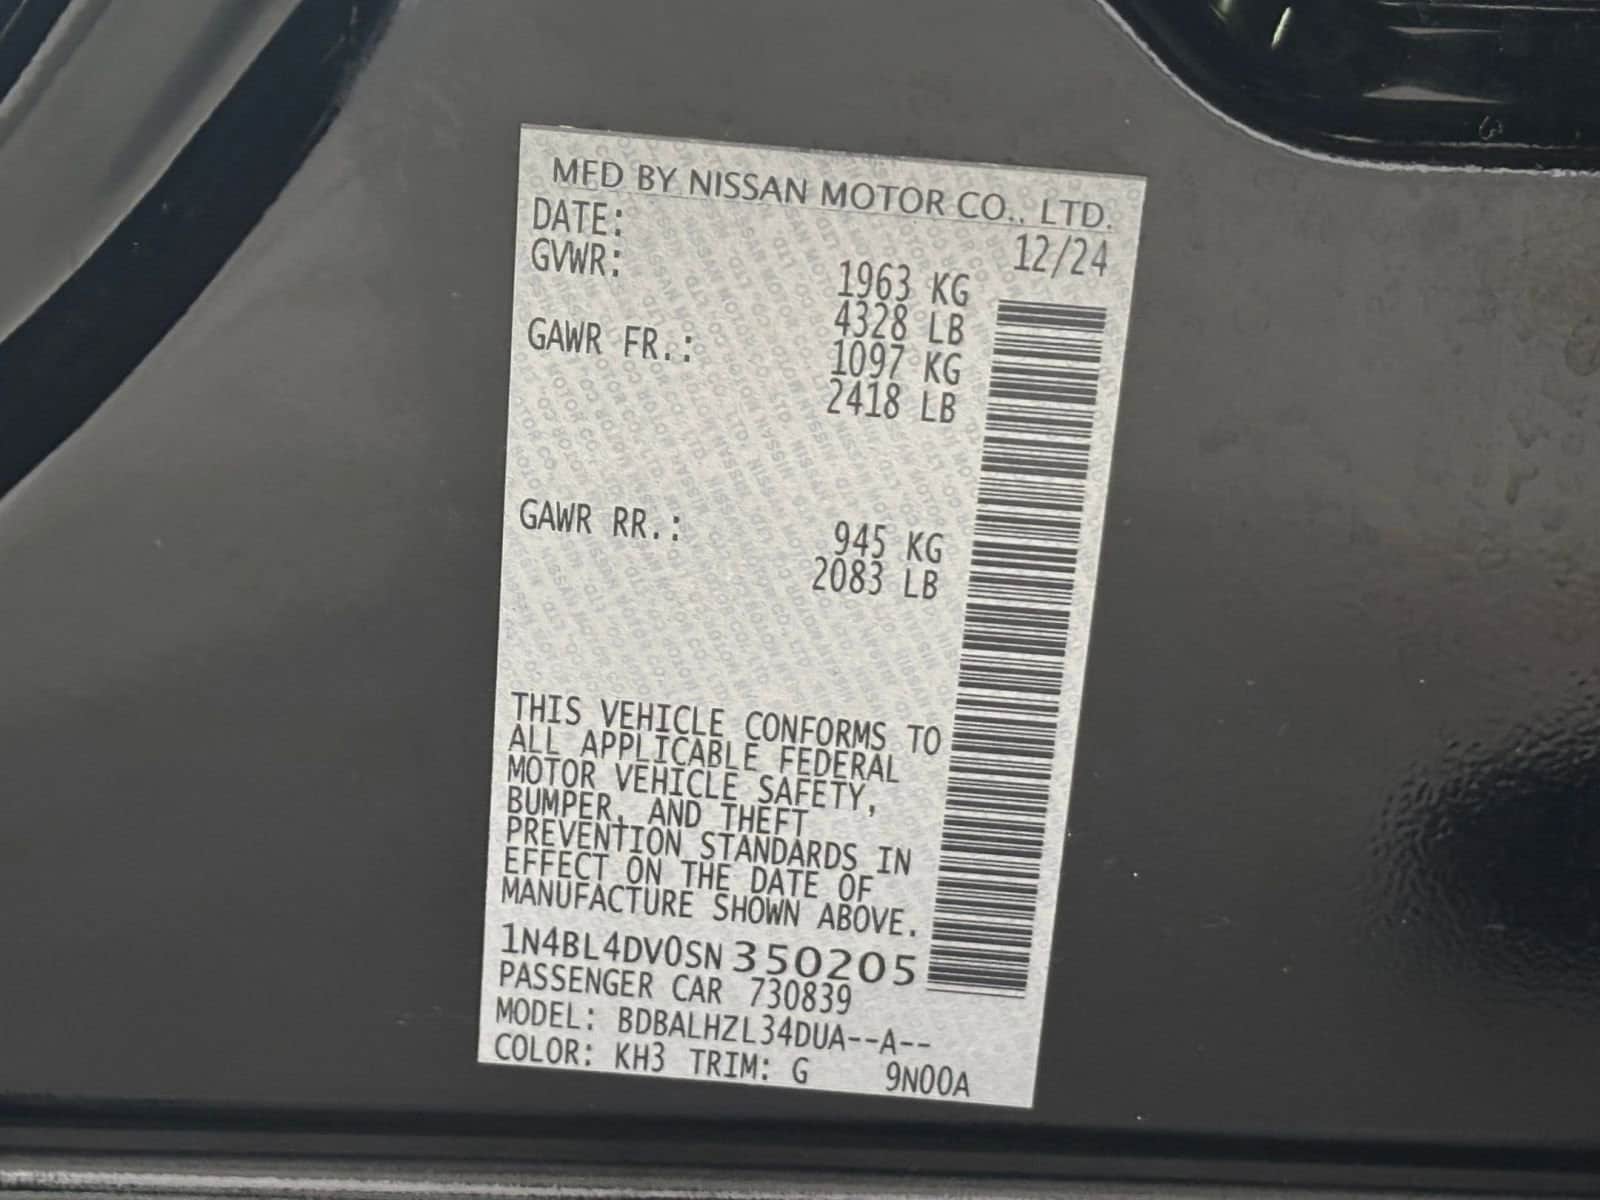 MFD BY NISSAN MOTOR CO., LTD.
DATE: 12/24
GVWR: 1963 KG
4328 LB
GAWR FR.: 1097 KG
2418 LB
GAWR RR.: 945 KG
2083 LB
THIS VEHICLE CONFORMS TO
ALL APPLICABLE FEDERAL
MOTOR VEHICLE SAFETY,
BUMPER, AND THEFT
PREVENTION STANDARDS IN
EFFECT ON THE DATE OF
MANUFACTURE SHOWN ABOVE.
1N4BL4DV0SN350205
PASSENGER CAR 730839
MODEL: BDBALHZL34DUA--A--
COLOR: KH3 TRIM: G 9N00A